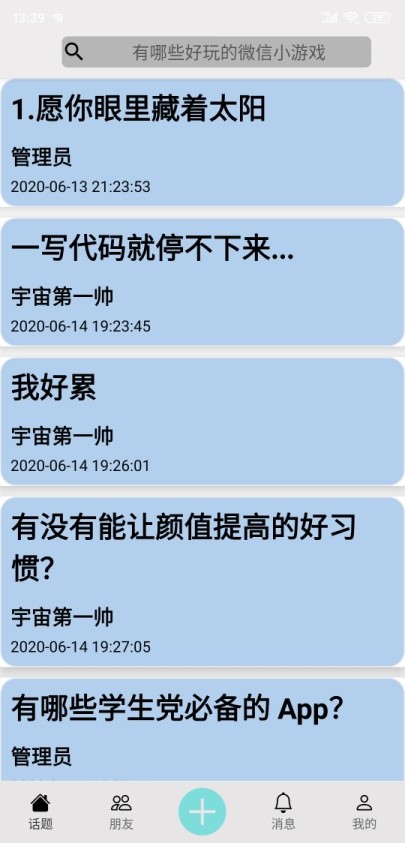 13:39
有哪些好玩的微信小游戏
1.愿你眼里藏着太阳
管理员
2020-06-13 21:23:53
一写代码就停不下来...
宇宙第一帅
2020-06-14 19:23:45
我好累
宇宙第一帅
2020-06-14 19:26:01
有没有能让颜值提高的好习
惯？
宇宙第一帅
2020-06-14 19:27:05
有哪些学生党必备的 App？
管理员
话题
朋友
消息
我的